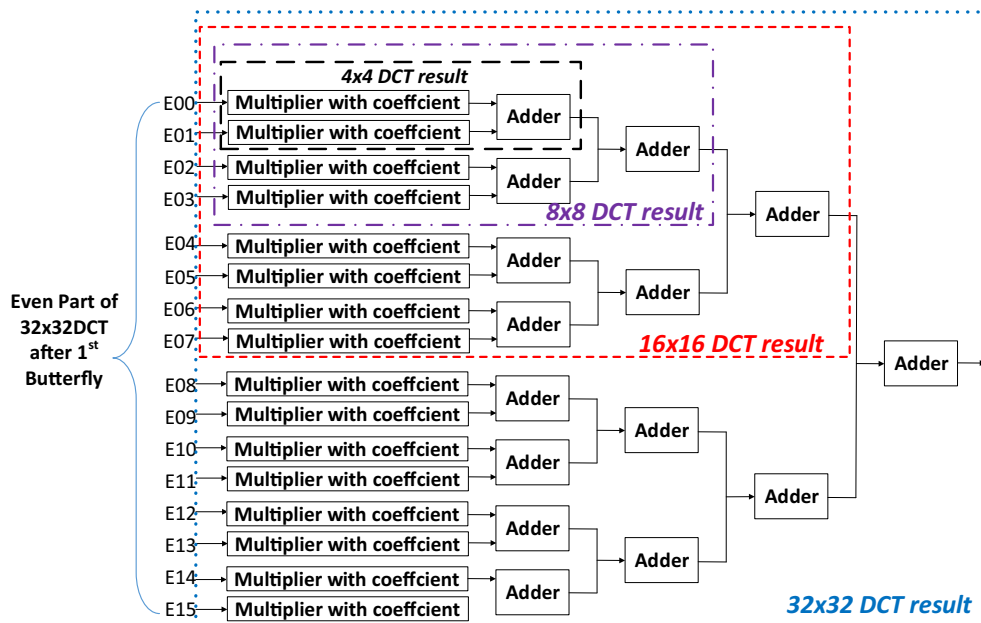 4x4 DCT result
E00 Multiplier with coeffcient
E01 Multiplier with coeffcient
Adder
E02 Multiplier with coeffcient
E03 Multiplier with coeffcient
Adder
Adder
8x8 DCT result
E04 Multiplier with coeffcient
E05 Multiplier with coeffcient
Adder
E06 Multiplier with coeffcient
E07 Multiplier with coeffcient
Adder
Adder
Adder
16x16 DCT result
Even Part of
32x32DCT
after 1st
Butterfly
E08 Multiplier with coeffcient
E09 Multiplier with coeffcient
Adder
E10 Multiplier with coeffcient
E11 Multiplier with coeffcient
Adder
Adder
E12 Multiplier with coeffcient
E13 Multiplier with coeffcient
Adder
E14 Multiplier with coeffcient
E15 Multiplier with coeffcient
Adder
Adder
Adder
Adder
32x32 DCT result